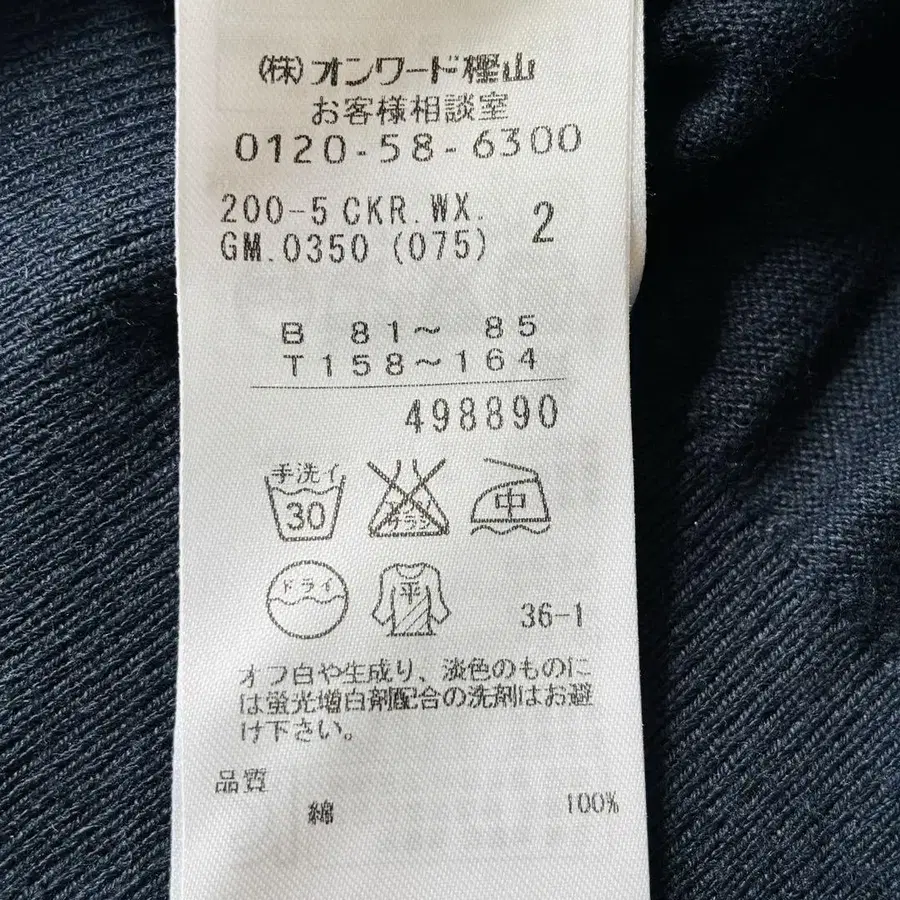 (株)オンワード樫山
お客様相談室
0120-58-6300
200-5 CKR.WX. 2
GM.0350 (075)
B 81〜 85
T158〜164
498890
手洗イ
30
中
ドライ
平
36-1
オフ白や生成り、淡色のものに
は蛍光増白剤配合の洗剤はお避
け下さい。
品質
綿 100%